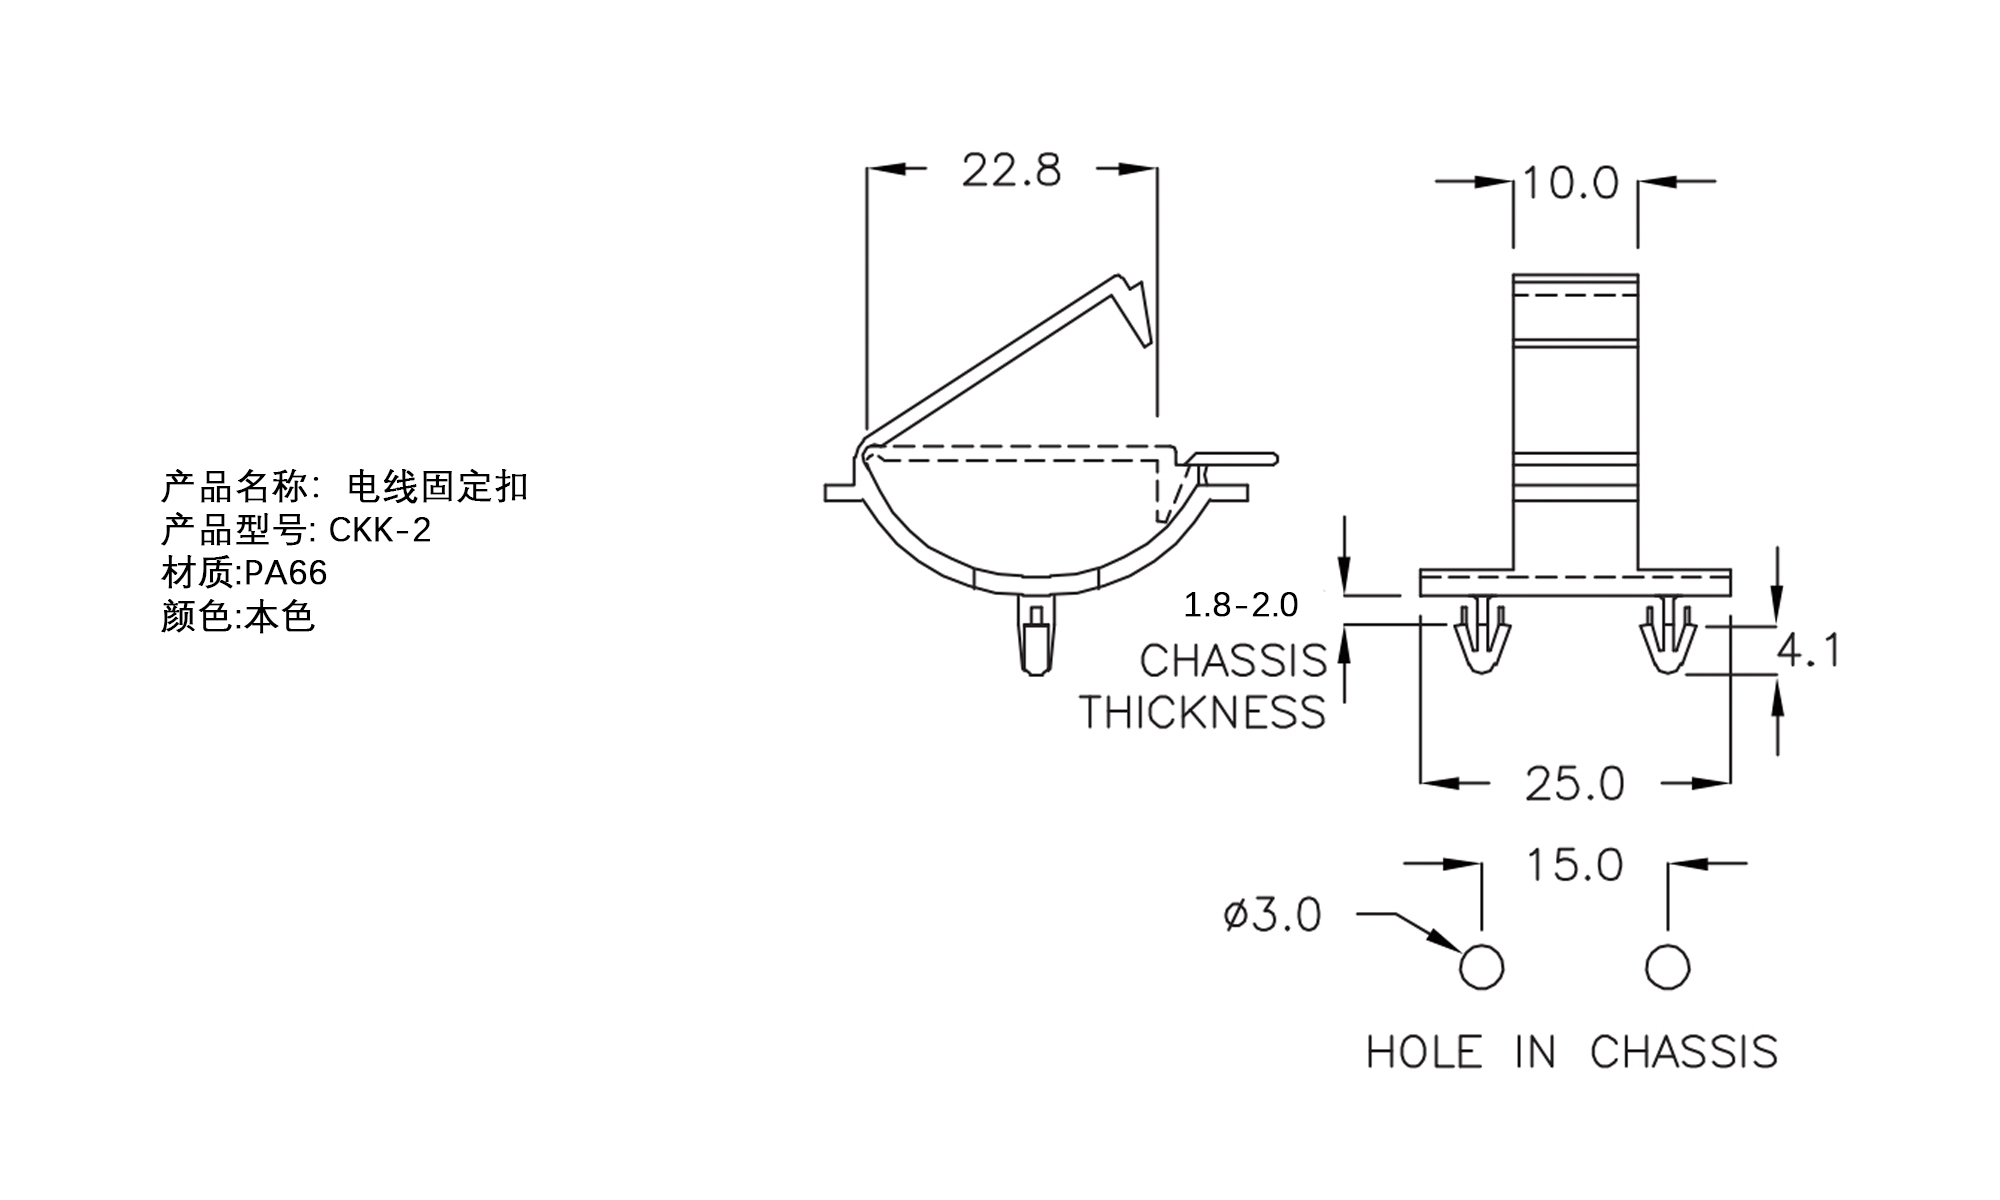 产品名称：电线固定扣
产品型号: CKK-2
材质:PA66
颜色:本色
22.8
10.0
1.8-2.0
CHASSIS
THICKNESS
4.1
25.0
15.0
ø3.0
HOLE IN CHASSIS